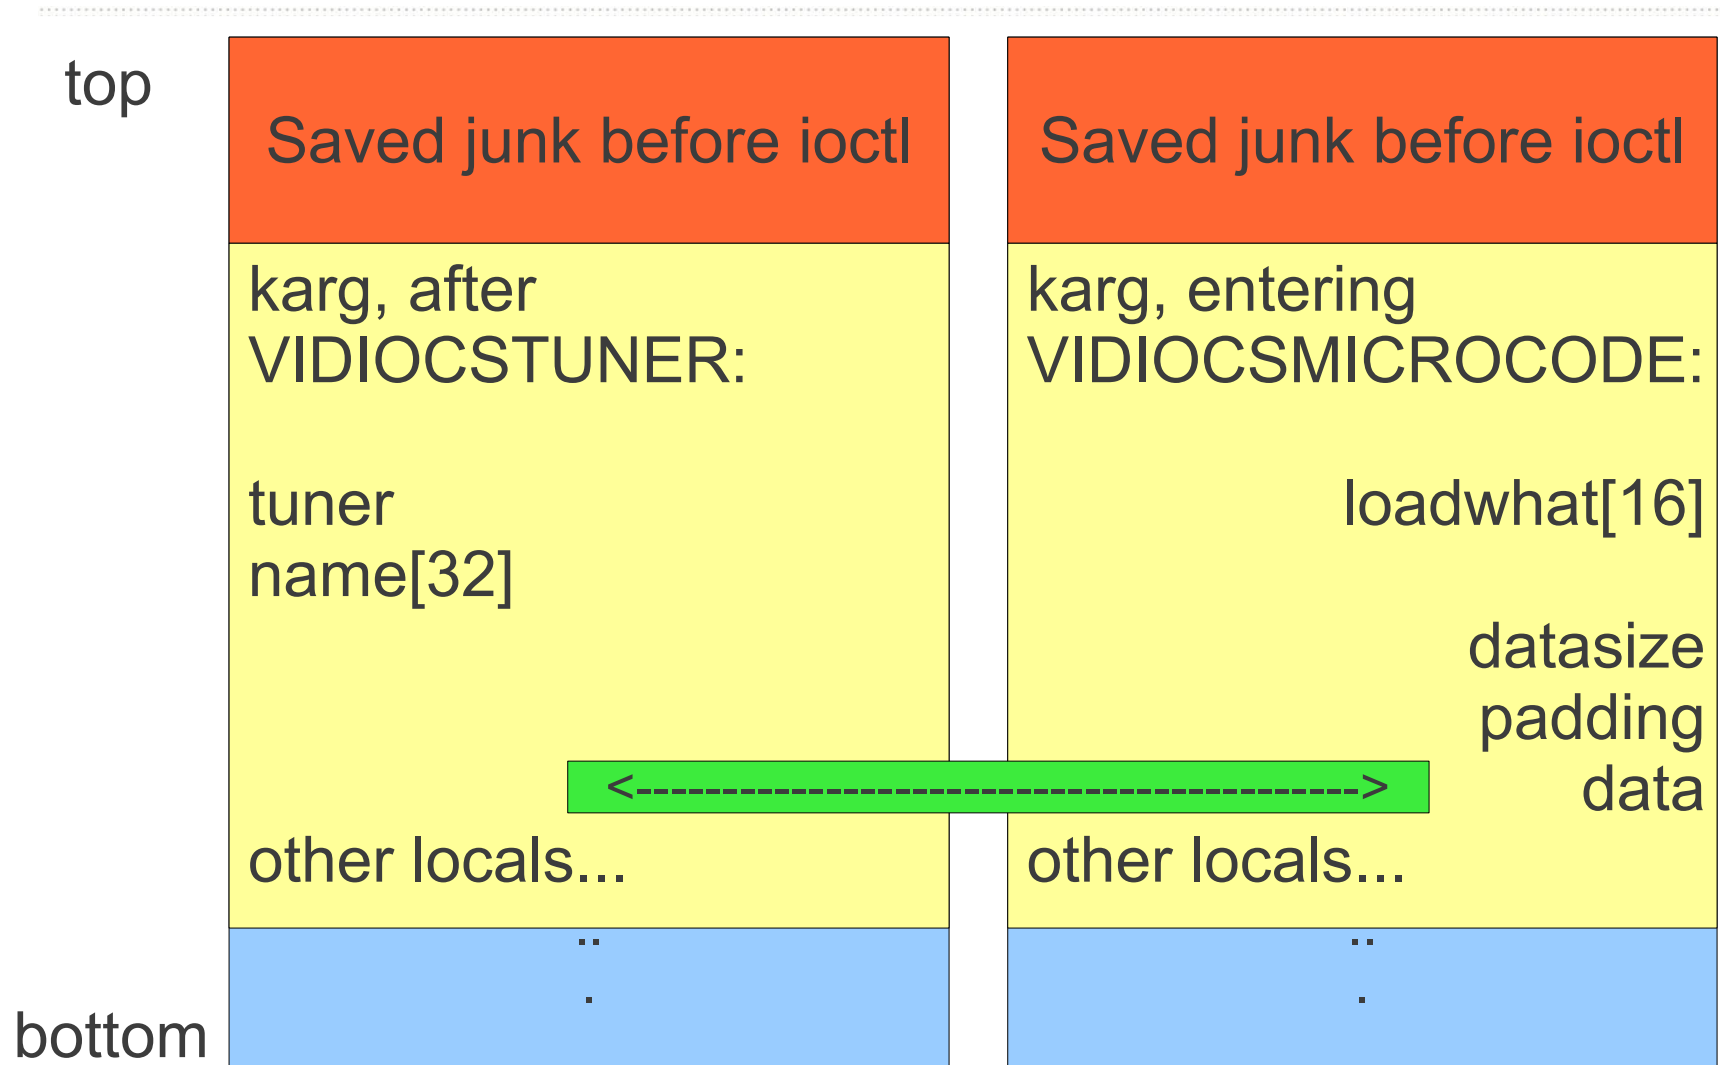 top
Saved junk before ioctl
karg, after
VIDIOCSTUNER:
tuner
name[32]
other locals...
..
.
Saved junk before ioctl
karg, entering
VIDIOCSMICROCODE:
loadwhat[16]
datasize
padding
data
other locals...
..
.
<------------------------------------------>
bottom